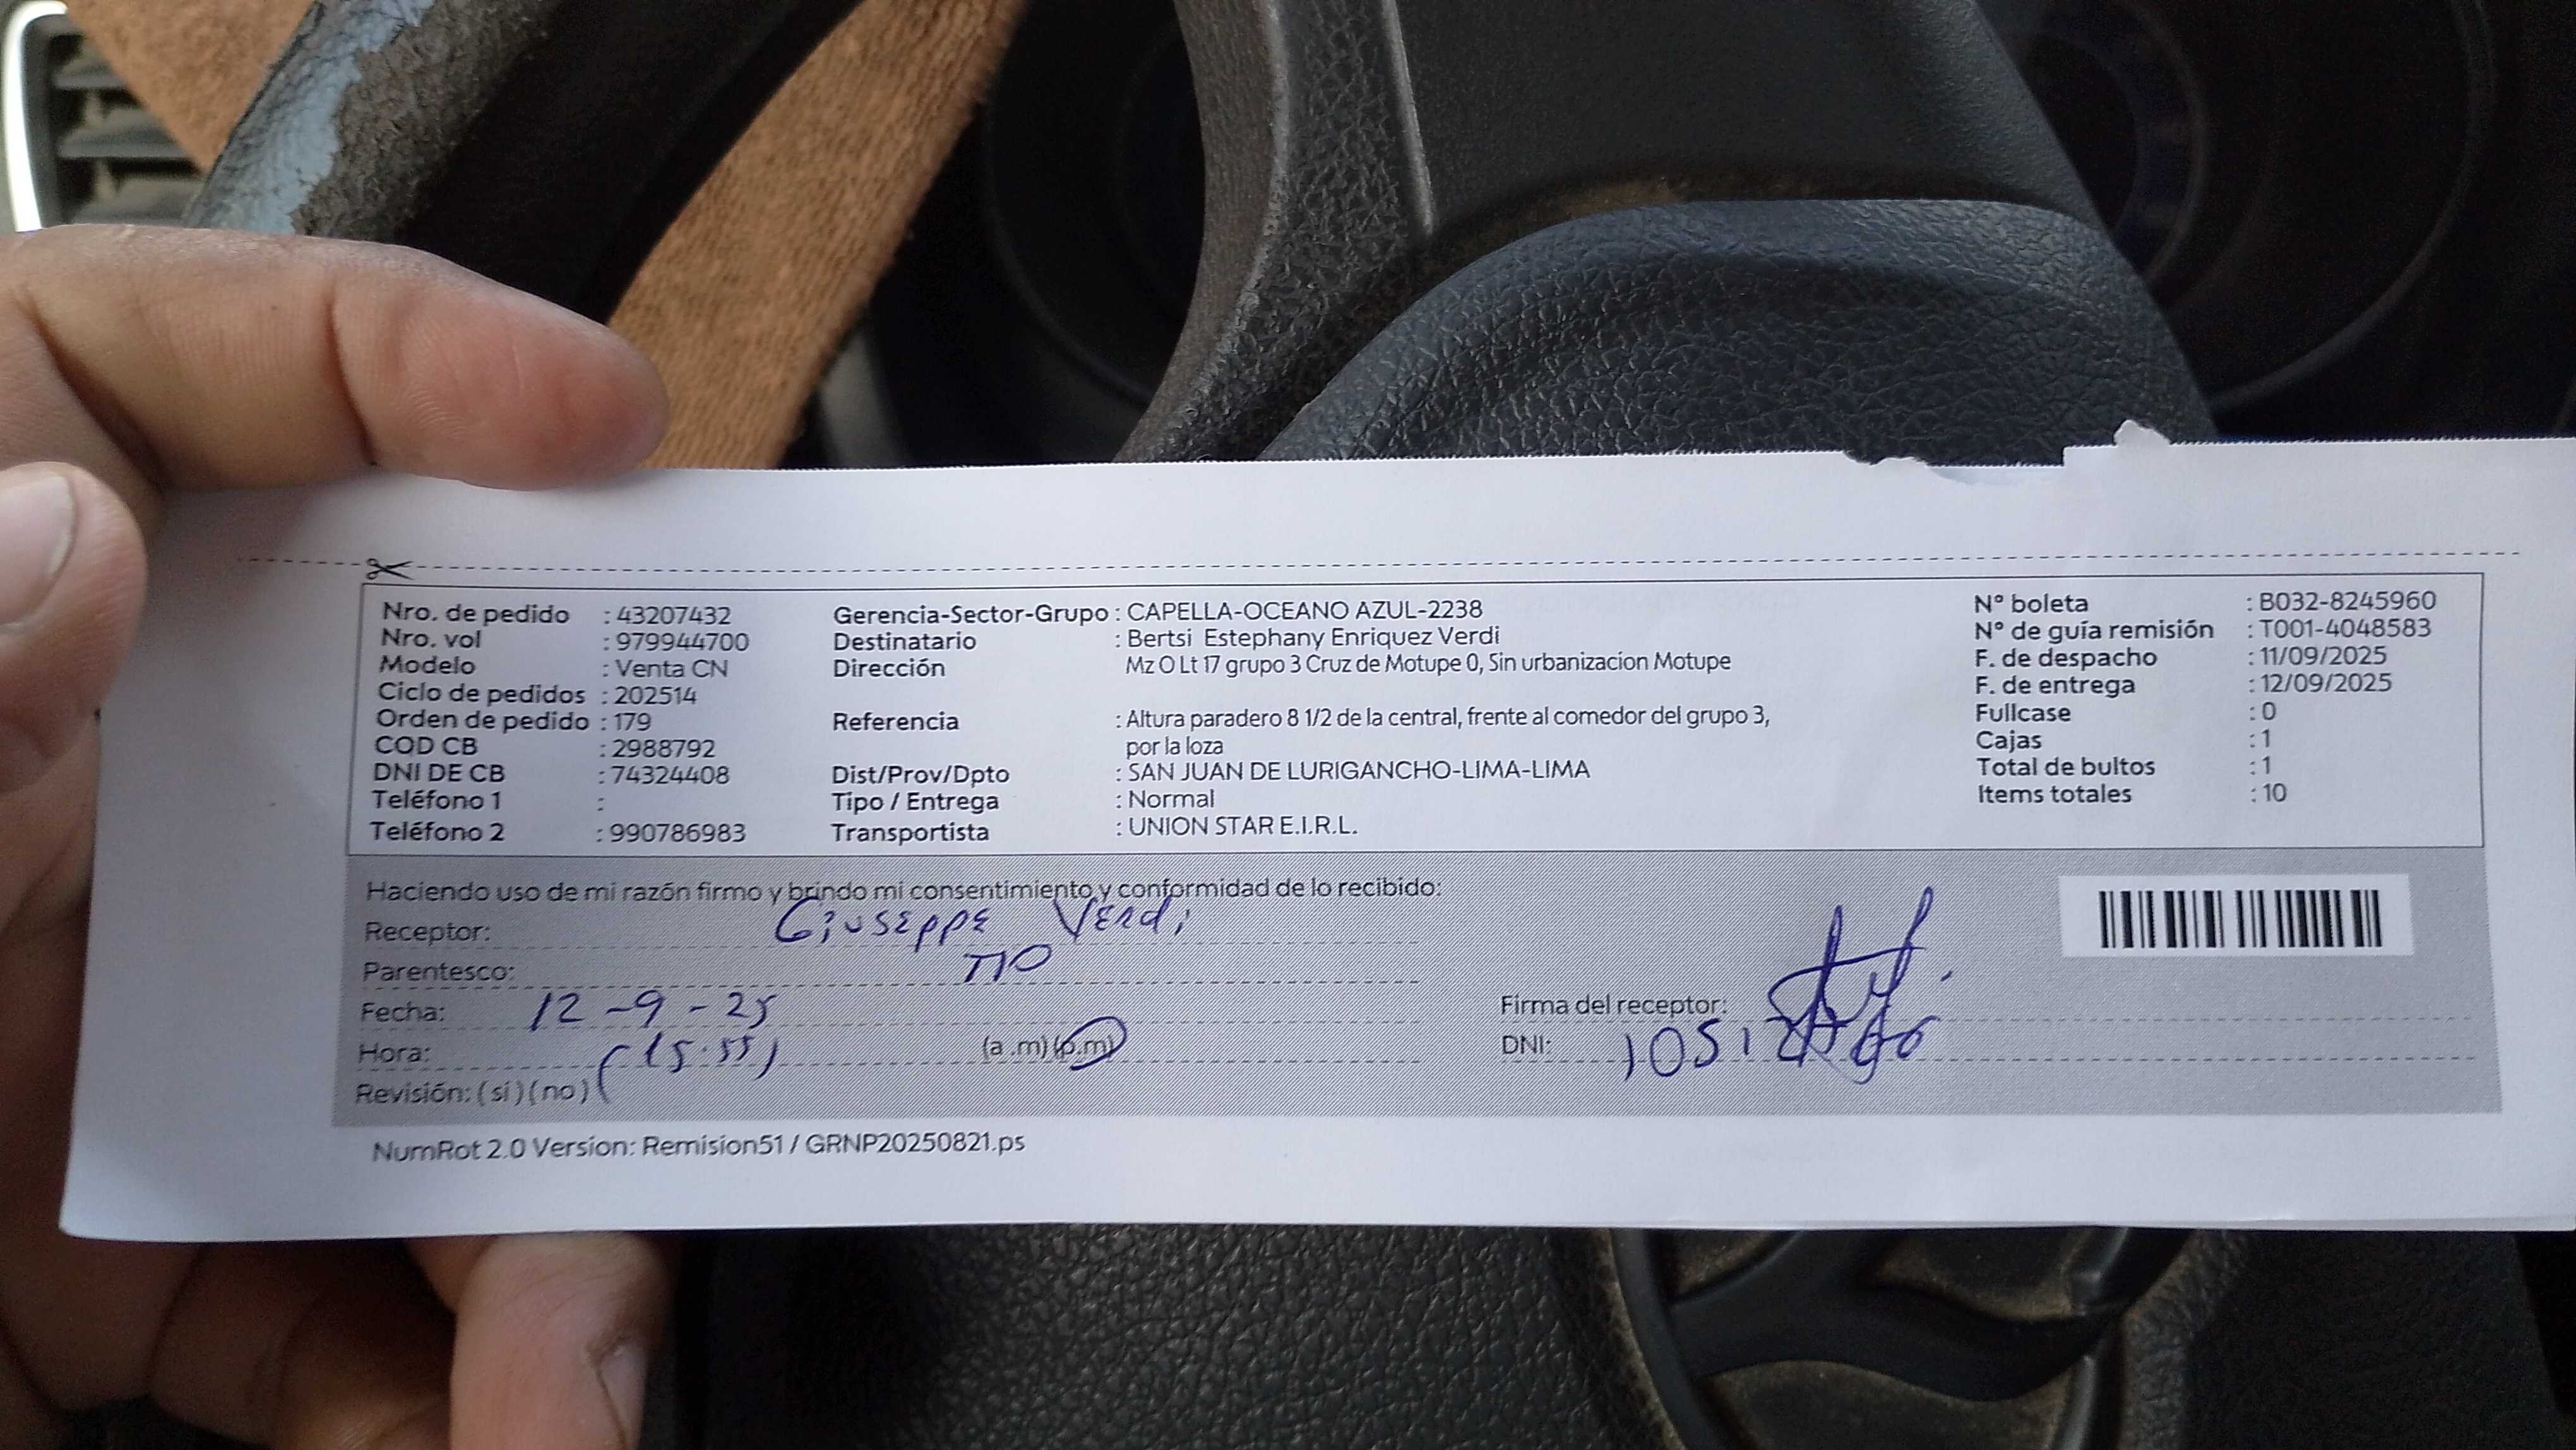 Nro. de pedido : 43207432
Nro. vol : 979944700
Modelo : Venta CN
Ciclo de pedidos : 202514
Orden de pedido : 179
COD CB : 2988792
DNI DE CB : 74324408
Teléfono 1 :
Teléfono 2 : 990786983
Gerencia-Sector-Grupo : CAPELLA-OCEANO AZUL-2238
Destinatario : Bertsi Estephany Enriquez Verdi
Dirección Mz O Lt 17 grupo 3 Cruz de Motupe 0, Sin urbanizacion Motupe
Referencia : Altura paradero 8 1/2 de la central, frente al comedor del grupo 3,
por la loza
Dist/Prov/Dpto : SAN JUAN DE LURIGANCHO-LIMA-LIMA
Tipo / Entrega : Normal
Transportista : UNION STAR E.I.R.L.
N° boleta : B032-8245960
N° de guía remisión : T001-4048583
F. de despacho : 11/09/2025
F. de entrega : 12/09/2025
Fullcase : 0
Cajas : 1
Total de bultos : 1
Items totales : 10
Haciendo uso de mi razón firmo y brindo mi consentimiento y conformidad de lo recibido:
Receptor: Giuseppe Verdi
Parentesco: TIO
Fecha: 12-9-25
Hora: (15:55) (a.m) (p.m)
Revisión: (si) (no)
Firma del receptor:
DNI:
NumRot 2.0 Version: Remision51 / GRNP20250821.ps